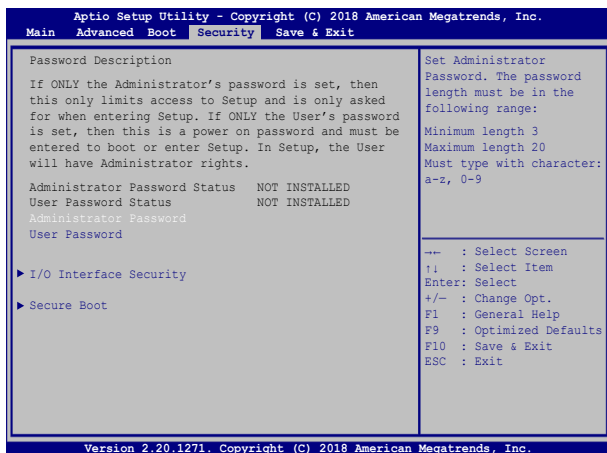 Aptio Setup Utility - Copyright (C) 2018 American Megatrends, Inc.
Main Advanced Boot Security Save & Exit
Password Description
If ONLY the Administrator's password is set, then
this only limits access to Setup and is only asked
for when entering Setup. If ONLY the User's password
is set, then this is a power on password and must be
entered to boot or enter Setup. In Setup, the User
will have Administrator rights.
Administrator Password Status NOT INSTALLED
User Password Status NOT INSTALLED
Administrator Password
User Password
▶ I/O Interface Security
▶ Secure Boot
Set Administrator
Password. The password
length must be in the
following range:
Minimum length 3
Maximum length 20
Must type with character:
a-z, 0-9
→← : Select Screen
↑↓ : Select Item
Enter: Select
+/— : Change Opt.
F1 : General Help
F9 : Optimized Defaults
F10 : Save & Exit
ESC : Exit
Version 2.20.1271. Copyright (C) 2018 American Megatrends, Inc.